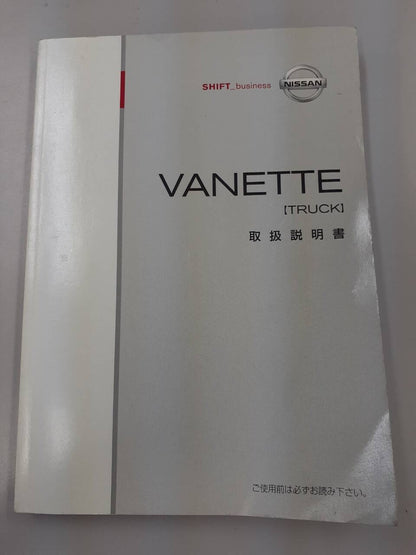 SHIFT_business
NISSAN
VANETTE
[TRUCK]
取扱説明書
ご使用前は必ずお読み下さい。